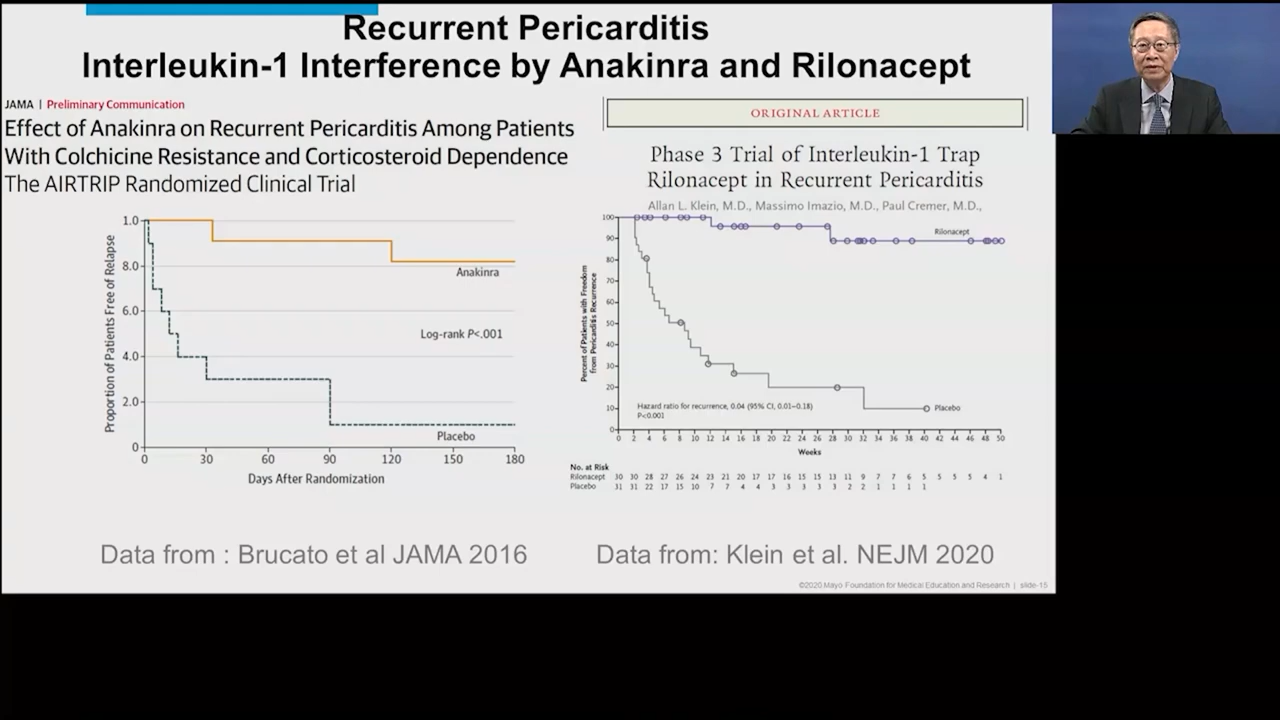 Recurrent Pericarditis
Interleukin-1 Interference by Anakinra and Rilonacept
JAMA | Preliminary Communication
Effect of Anakinra on Recurrent Pericarditis Among Patients
With Colchicine Resistance and Corticosteroid Dependence
The AIRTRIP Randomized Clinical Trial
Proportion of Patients Free of Relapse
1.0
8.0
6.0
4.0
2.0
0
Anakinra
Log-rank P<.001
Placebo
0 30 60 90 120 150 180
Days After Randomization
Data from : Brucato et al JAMA 2016
ORIGINAL ARTICLE
Phase 3 Trial of Interleukin-1 Trap
Rilonacept in Recurrent Pericarditis
Allan L. Klein, M.D., Massimo Imazio, M.D., Paul Cremer, M.D.,
Percent of Patients with Freedom
from Pericarditis Recurrence
100
90
80
70
60
50
40
30
20
10
0
Rilonacept
Hazard ratio for recurrence, 0.04 (95% CI, 0.01–0.18)
P<0.001
Placebo
0 2 4 6 8 10 12 14 16 18 20 22 24 26 28 30 32 34 36 38 40 42 44 46 48 50
Weeks
No. at Risk
Rilonacept 30 30 28 27 26 24 23 21 20 17 17 16 15 15 13 11 9 7 7 6 5 5 5 5 4 1
Placebo 31 31 22 17 15 10 7 7 4 4 3 3 3 3 3 2 2 1 1 1 1
Data from: Klein et al. NEJM 2020
©2020 Mayo Foundation for Medical Education and Research | slide-15